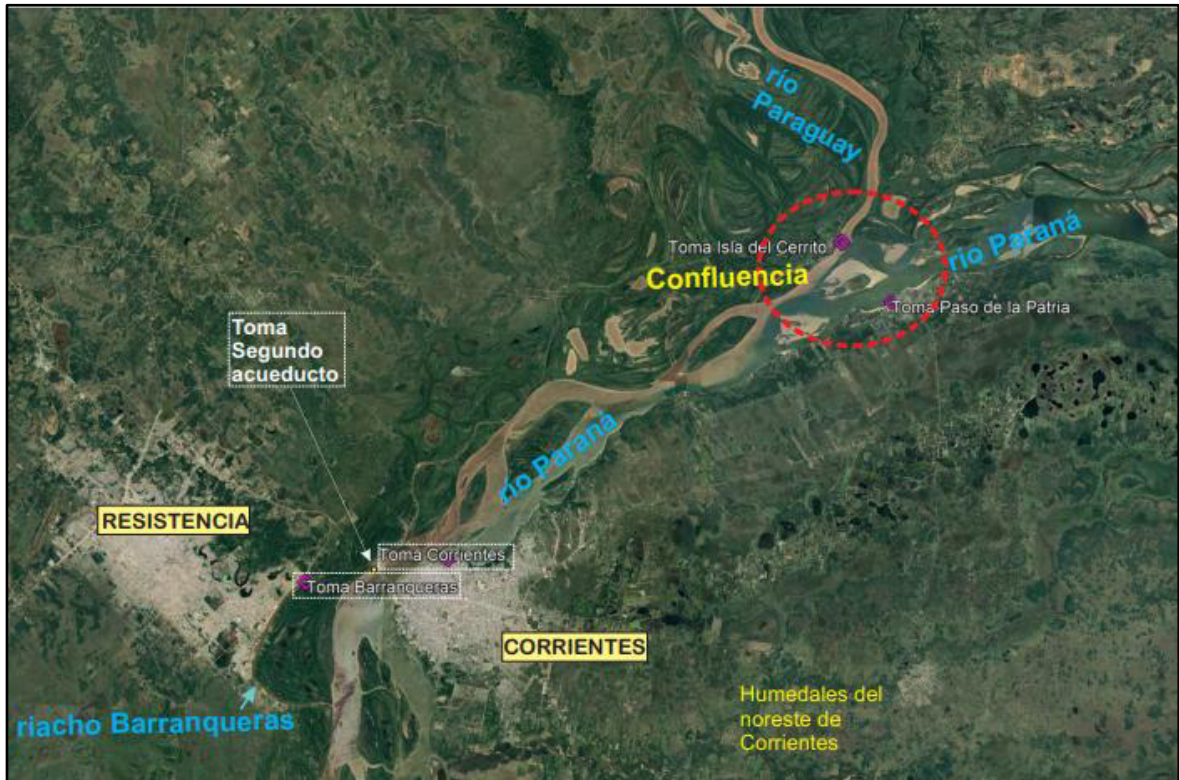 río
Paraguay
Toma Isla del Cerrito
río Paraná
Confluencia
Toma Paso de la Patria
Toma
Segundo
acueducto
río Paraná
RESISTENCIA
Toma Corrientes
Toma Barranqueras
CORRIENTES
riacho Barranqueras
Humedales del
noreste de
Corrientes